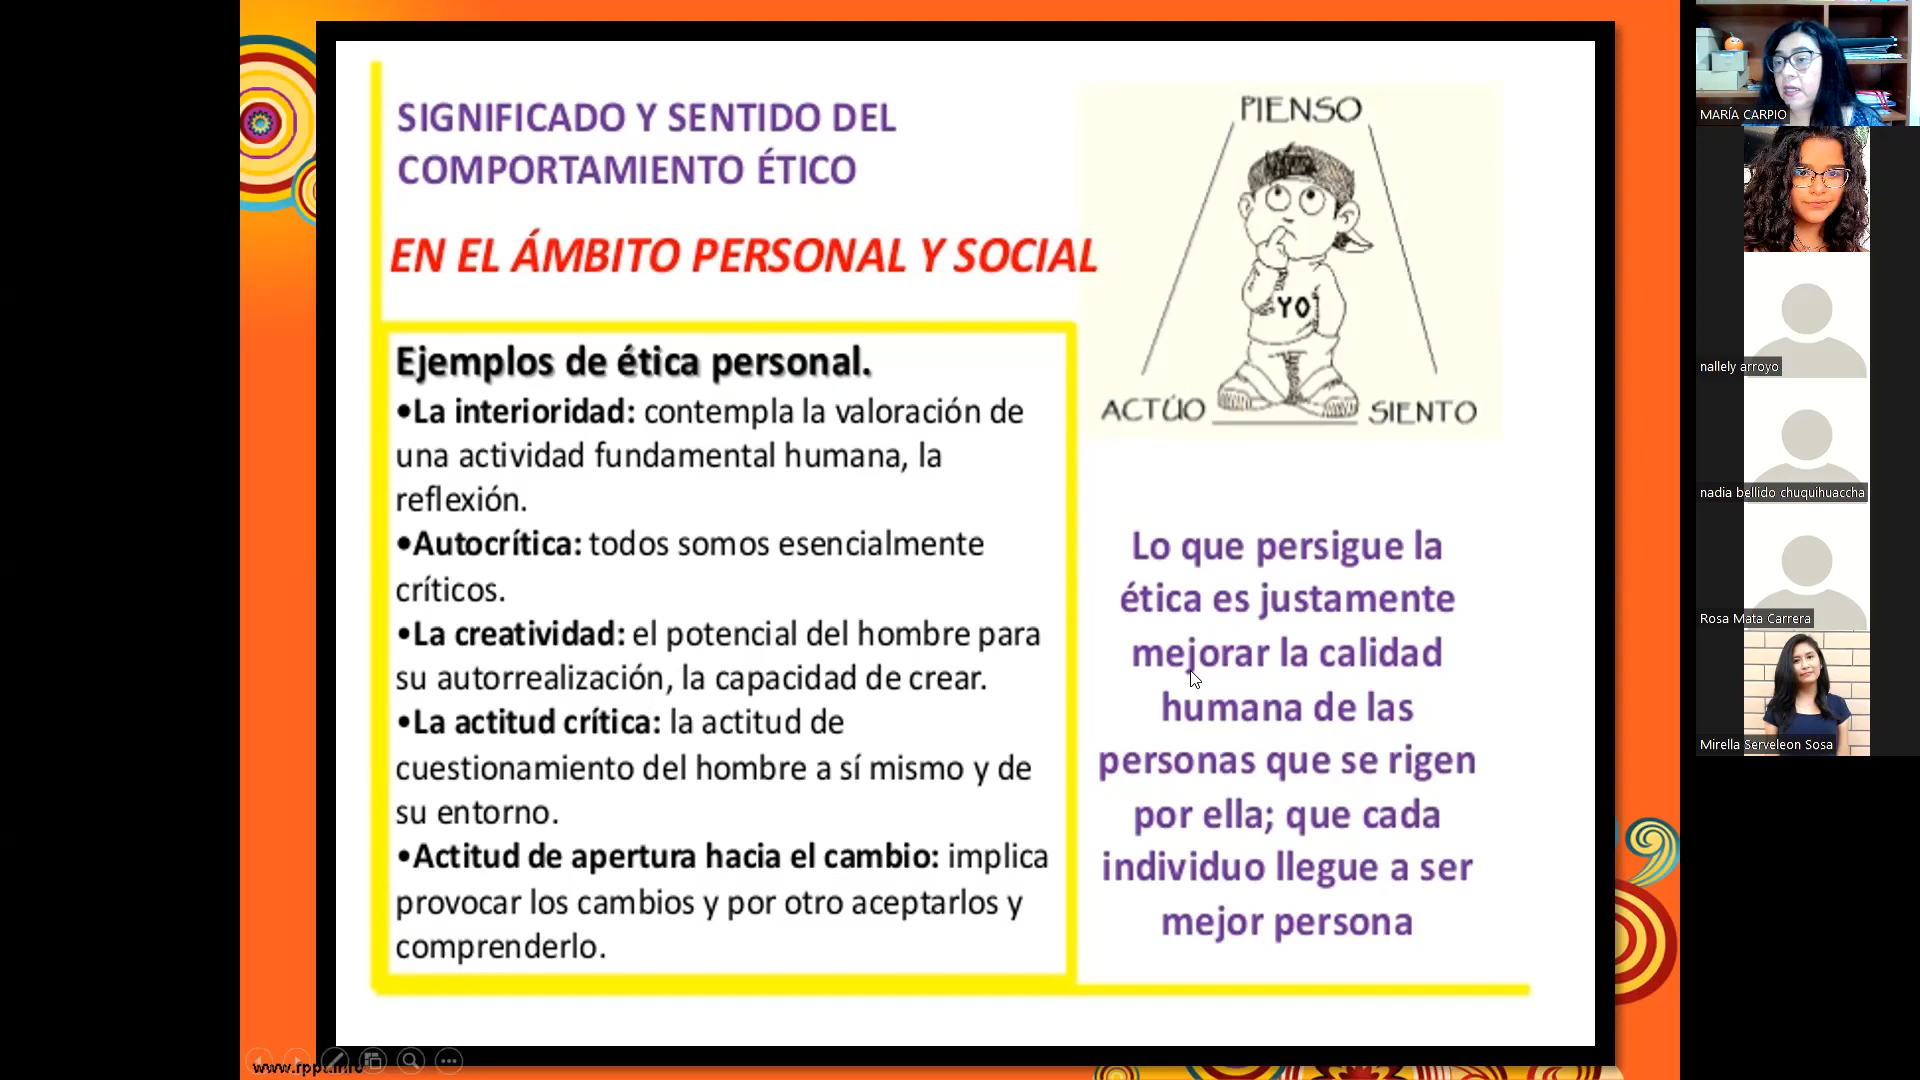 SIGNIFICADO Y SENTIDO DEL
COMPORTAMIENTO ÉTICO
EN EL ÁMBITO PERSONAL Y SOCIAL
Ejemplos de ética personal.
•La interioridad: contempla la valoración de
una actividad fundamental humana, la
reflexión.
•Autocrítica: todos somos esencialmente
críticos.
•La creatividad: el potencial del hombre para
su autorrealización, la capacidad de crear.
•La actitud crítica: la actitud de
cuestionamiento del hombre a sí mismo y de
su entorno.
•Actitud de apertura hacia el cambio: implica
provocar los cambios y por otro aceptarlos y
comprenderlo.
PIENSO
YO
ACTÚO
SIENTO
Lo que persigue la
ética es justamente
mejorar la calidad
humana de las
personas que se rigen
por ella; que cada
individuo llegue a ser
mejor persona
MARÍA CARPIO
nallely arroyo
nadia bellido chuquihuaccha
Rosa Mata Carrera
Mirella Serveleon Sosa